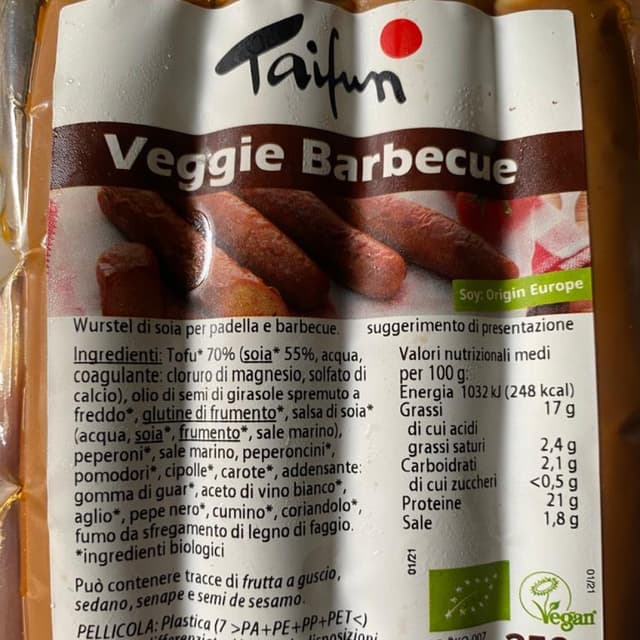 Taifun
Veggie Barbecue
Soy: Origin Europe
Wurstel di soia per padella e barbecue.
suggerimento di presentazione
Ingredienti: Tofu* 70% (soia* 55%, acqua,
coagulante: cloruro di magnesio, solfato di
calcio), olio di semi di girasole spremuto a
freddo*, glutine di frumento*, salsa di soia*
(acqua, soia*, frumento*, sale marino),
peperoni*, sale marino, peperoncini*,
pomodori*, cipolle*, carote*, addensante:
gomma di guar*, aceto di vino bianco*,
aglio*, pepe nero*, cumino*, coriandolo*,
fumo da sfregamento di legno di faggio.
*ingredienti biologici
Può contenere tracce di frutta a guscio,
sedano, senape e semi de sesamo.
PELLICOLA: Plastica (7 >PA+PE+PP+PET<)
Valori nutrizionali medi
per 100 g:
Energia 1032 kJ (248 kcal)
Grassi 17 g
di cui acidi
grassi saturi 2,4 g
Carboidrati 2,1 g
di cui zuccheri <0,5 g
Proteine 21 g
Sale 1,8 g
01/21
Vegan
01/21